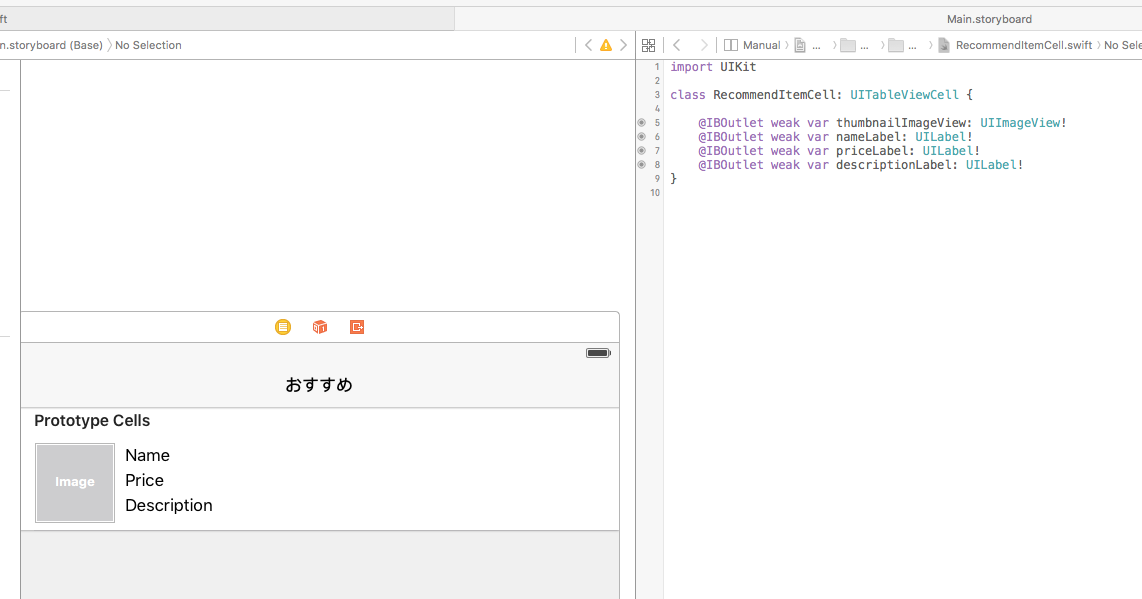 ft
Main.storyboard
n.storyboard (Base) 〉 No Selection
Manual 〉 ... 〉 ... 〉 ... 〉 RecommendItemCell.swift 〉 No Sele
1 import UIKit
2
3 class RecommendItemCell: UITableViewCell {
4
5 @IBOutlet weak var thumbnailImageView: UIImageView!
6 @IBOutlet weak var nameLabel: UILabel!
7 @IBOutlet weak var priceLabel: UILabel!
8 @IBOutlet weak var descriptionLabel: UILabel!
9 }
10
おすすめ
Prototype Cells
Image
Name
Price
Description